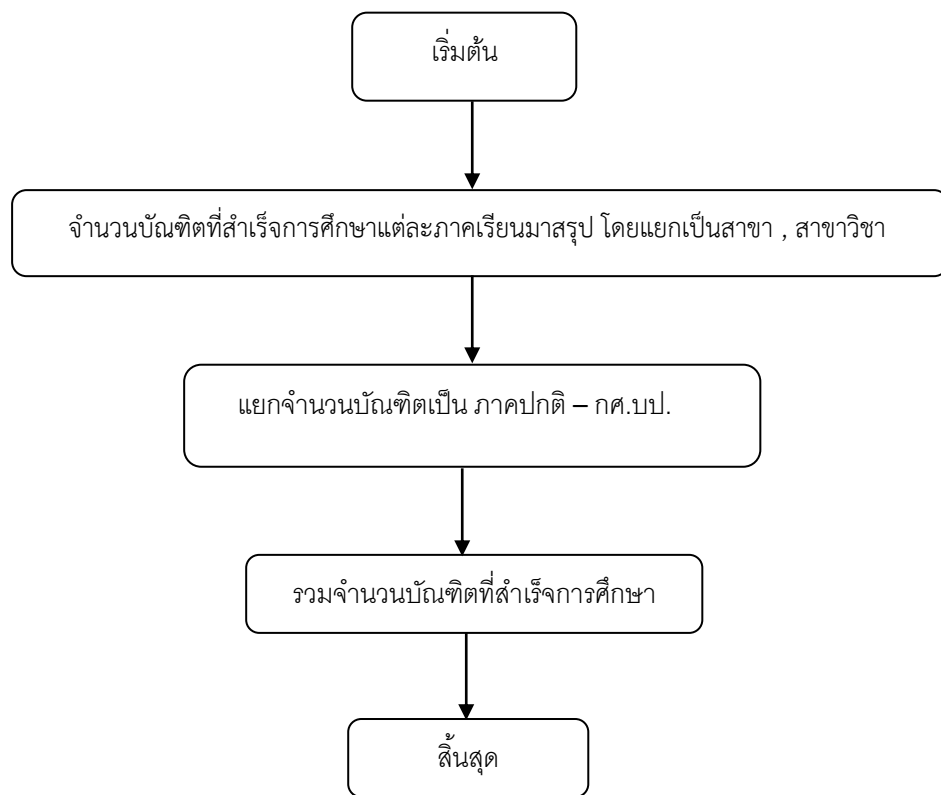 เริ่มต้น
จำนวนบัณฑิตที่สำเร็จการศึกษาแต่ละภาคเรียนมาสรุป โดยแยกเป็นสาขา , สาขาวิชา
แยกจำนวนบัณฑิตเป็น ภาคปกติ – กศ.บป.
รวมจำนวนบัณฑิตที่สำเร็จการศึกษา
สิ้นสุด